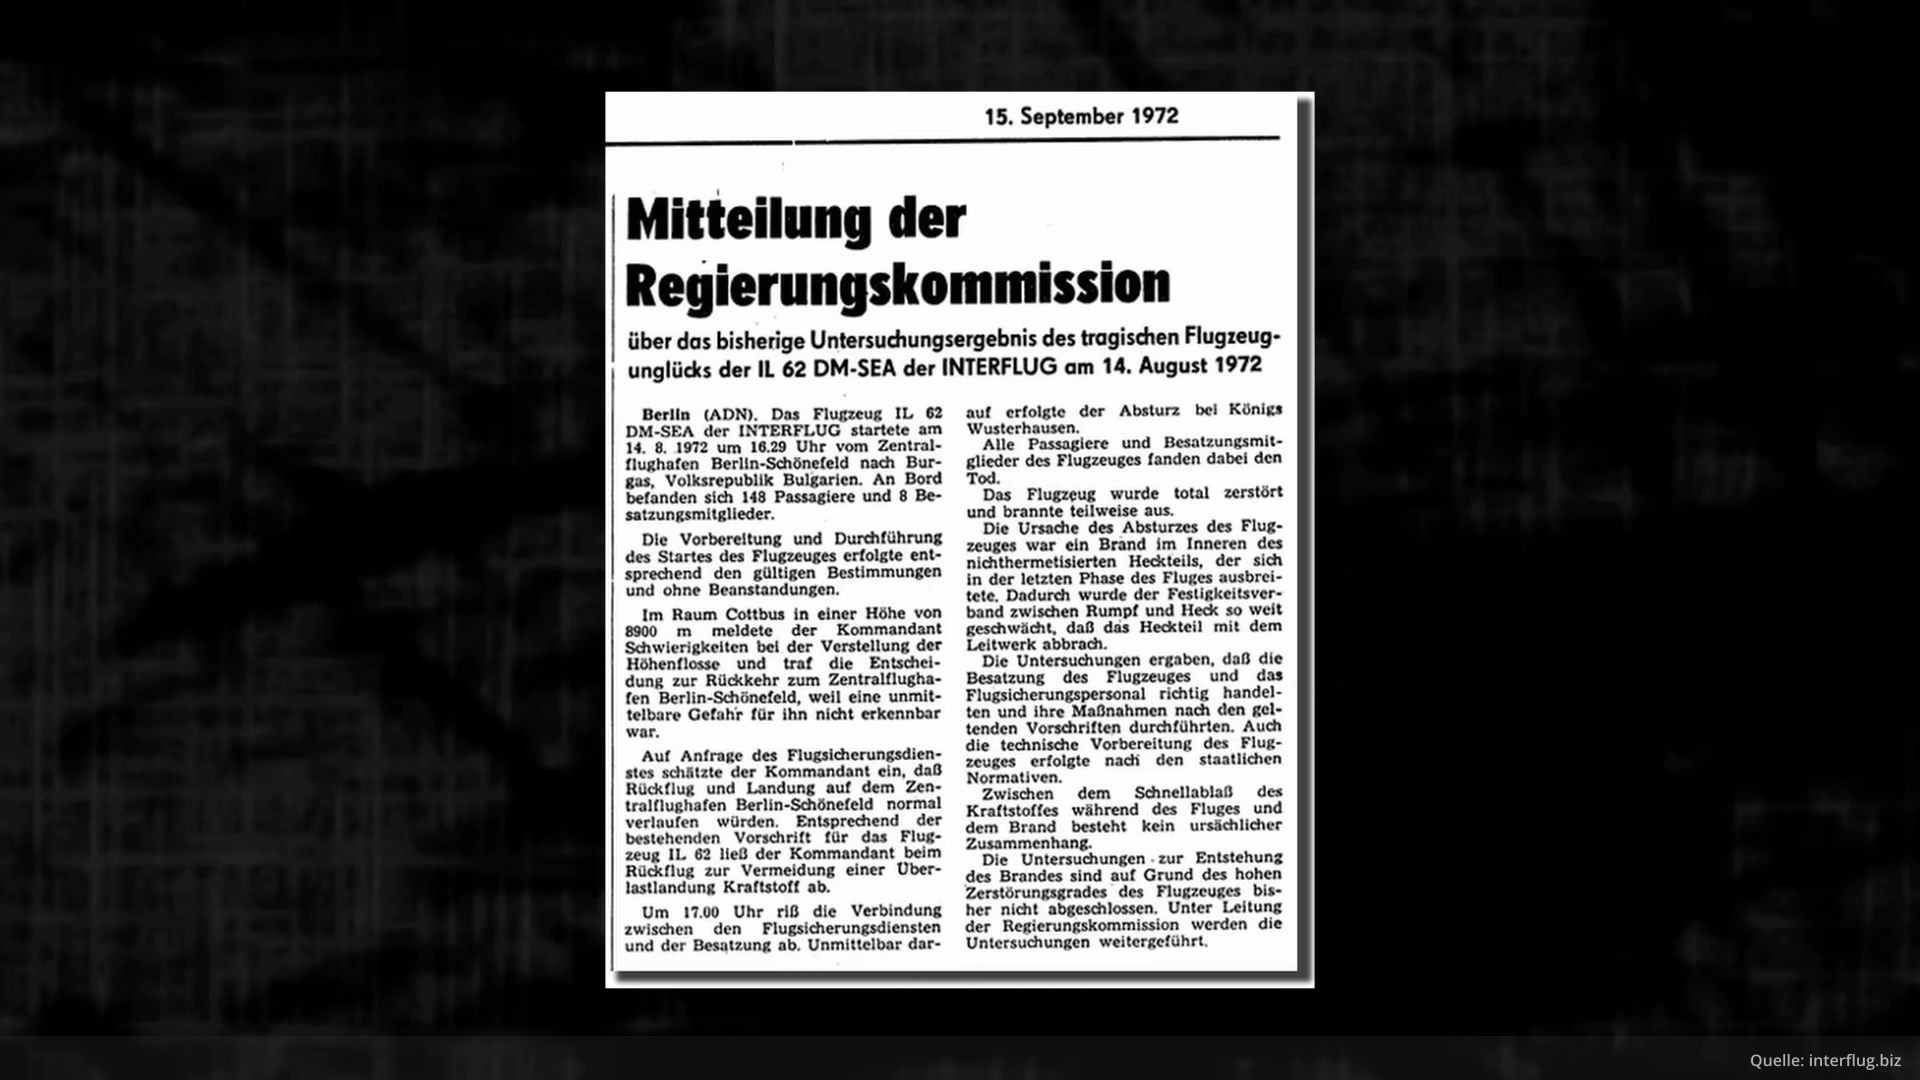 15. September 1972
Mitteilung der
Regierungskommission
über das bisherige Untersuchungsergebnis des tragischen Flugzeug-
unglücks der IL 62 DM-SEA der INTERFLUG am 14. August 1972
Berlin (ADN). Das Flugzeug IL 62
DM-SEA der INTERFLUG startete am
14. 8. 1972 um 16.29 Uhr vom Zentral-
flughafen Berlin-Schönefeld nach Bur-
gas, Volksrepublik Bulgarien. An Bord
befanden sich 148 Passagiere und 8 Be-
satzungsmitglieder.
Die Vorbereitung und Durchführung
des Startes des Flugzeuges erfolgte ent-
sprechend den gültigen Bestimmungen
und ohne Beanstandungen.
Im Raum Cottbus in einer Höhe von
8900 m meldete der Kommandant
Schwierigkeiten bei der Verstellung der
Höhenflosse und traf die Entschei-
dung zur Rückkehr zum Zentralflugha-
fen Berlin-Schönefeld, weil eine unmit-
telbare Gefahr für ihn nicht erkennbar
war.
Auf Anfrage des Flugsicherungsdien-
stes schätzte der Kommandant ein, daß
Rückflug und Landung auf dem Zen-
tralflughafen Berlin-Schönefeld normal
verlaufen würden. Entsprechend der
bestehenden Vorschrift für das Flug-
zeug IL 62 ließ der Kommandant beim
Rückflug zur Vermeidung einer Über-
lastlandung Kraftstoff ab.
Um 17.00 Uhr riß die Verbindung
zwischen den Flugsicherungsdiensten
und der Besatzung ab. Unmittelbar dar-
auf erfolgte der Absturz bei Königs
Wusterhausen.
Alle Passagiere und Besatzungsmit-
glieder des Flugzeuges fanden dabei den
Tod.
Das Flugzeug wurde total zerstört
und brannte teilweise aus.
Die Ursache des Absturzes des Flug-
zeuges war ein Brand im Inneren des
nichthermetisierten Heckteils, der sich
in der letzten Phase des Fluges ausbrei-
tete. Dadurch wurde der Festigkeitsver-
band zwischen Rumpf und Heck so weit
geschwächt, daß das Heckteil mit dem
Leitwerk abbrach.
Die Untersuchungen ergaben, daß die
Besatzung des Flugzeuges und das
Flugsicherungspersonal richtig handel-
ten und ihre Maßnahmen nach den gel-
tenden Vorschriften durchführten. Auch
die technische Vorbereitung des Flug-
zeuges erfolgte nach den staatlichen
Normativen.
Zwischen dem Schnellablaß des
Kraftstoffes während des Fluges und
dem Brand besteht kein ursächlicher
Zusammenhang.
Die Untersuchungen zur Entstehung
des Brandes sind auf Grund des hohen
Zerstörungsgrades des Flugzeuges bis-
her nicht abgeschlossen. Unter Leitung
der Regierungskommission werden die
Untersuchungen weitergeführt.
Quelle: interflug.biz